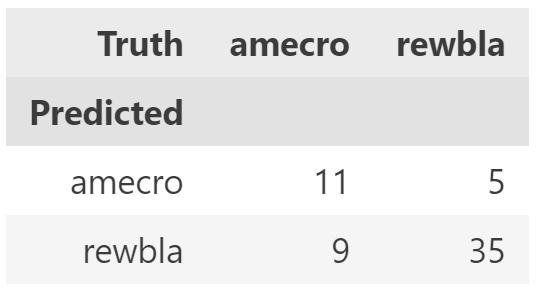 Truth amecro rewbla
Predicted
amecro 11 5
rewbla 9 35